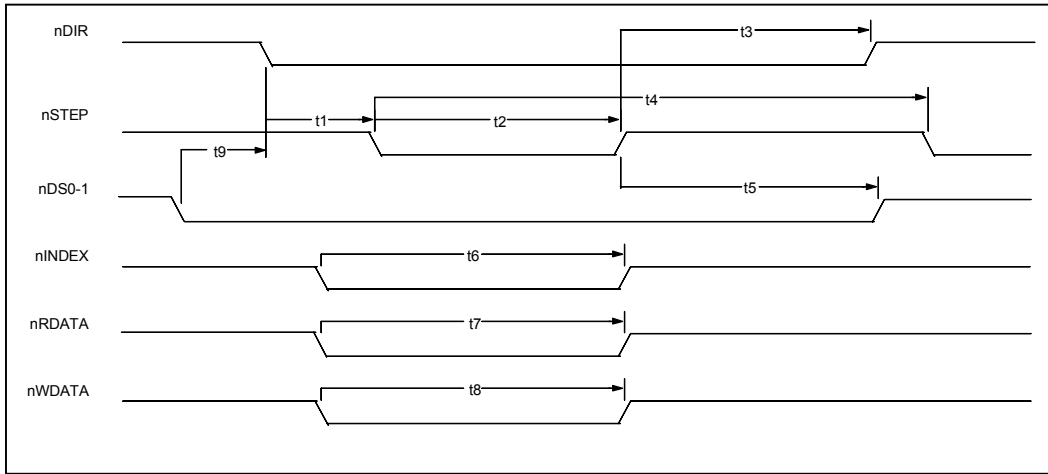 nDIR
t3
t4
nSTEP
t1
t2
t9
nDS0-1
t5
nINDEX
t6
nRDATA
t7
nWDATA
t8